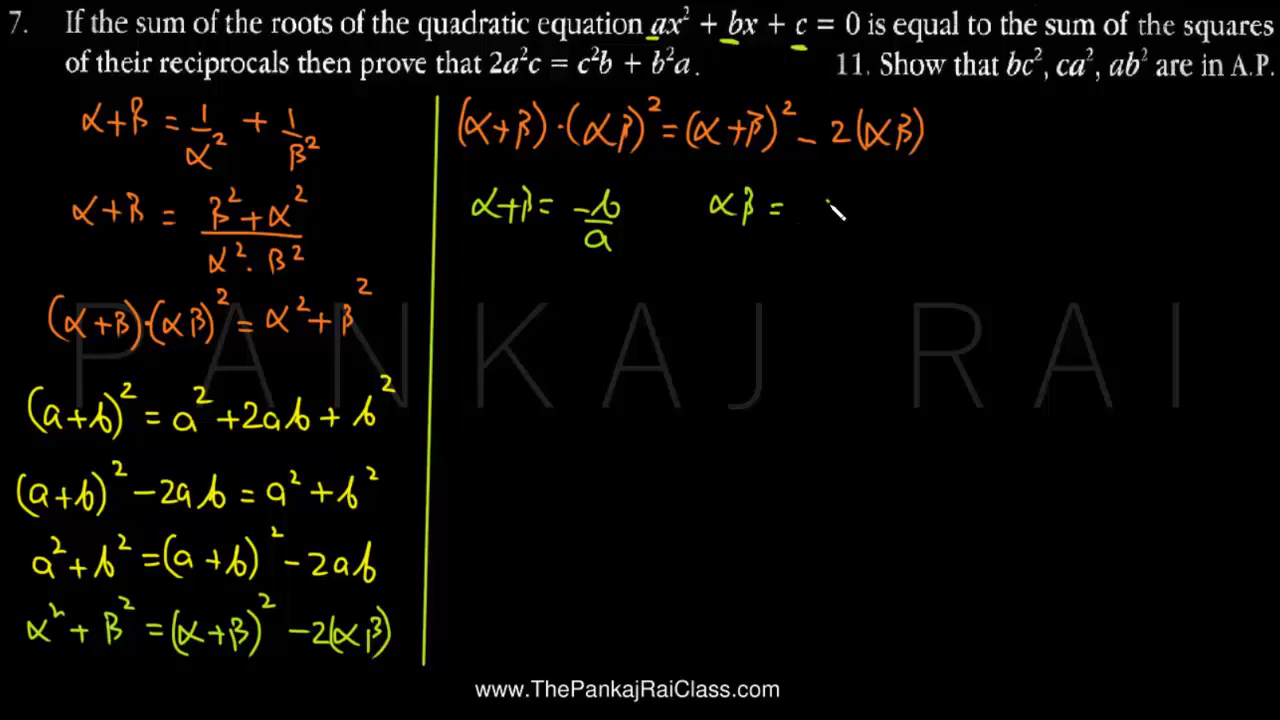 7. If the sum of the roots of the quadratic equation ax² + bx + c = 0 is equal to the sum of the squares
of their reciprocals then prove that 2a²c = c²b + b²a. 11. Show that bc², ca², ab² are in A.P.
α+β = 1/α² + 1/β²
α+β = (β²+α²)/(α²·β²)
(α+β)·(αβ)² = α²+β²
(a+b)² = a²+2ab+b²
(a+b)²-2ab = a²+b²
a²+b² = (a+b)²-2ab
α²+β² = (α+β)²-2(αβ)
(α+β)·(αβ)² = (α+β)²-2(αβ)
α+β = -b/a αβ =
PANKAJ RAI
www.ThePankajRaiClass.com